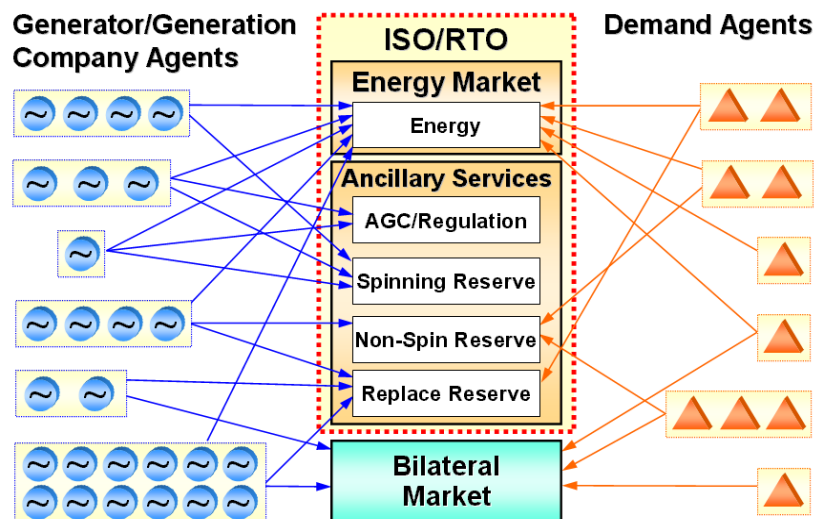 Generator/Generation
Company Agents
ISO/RTO
Demand Agents
Energy Market
Energy
Ancillary Services
AGC/Regulation
Spinning Reserve
Non-Spin Reserve
Replace Reserve
Bilateral
Market